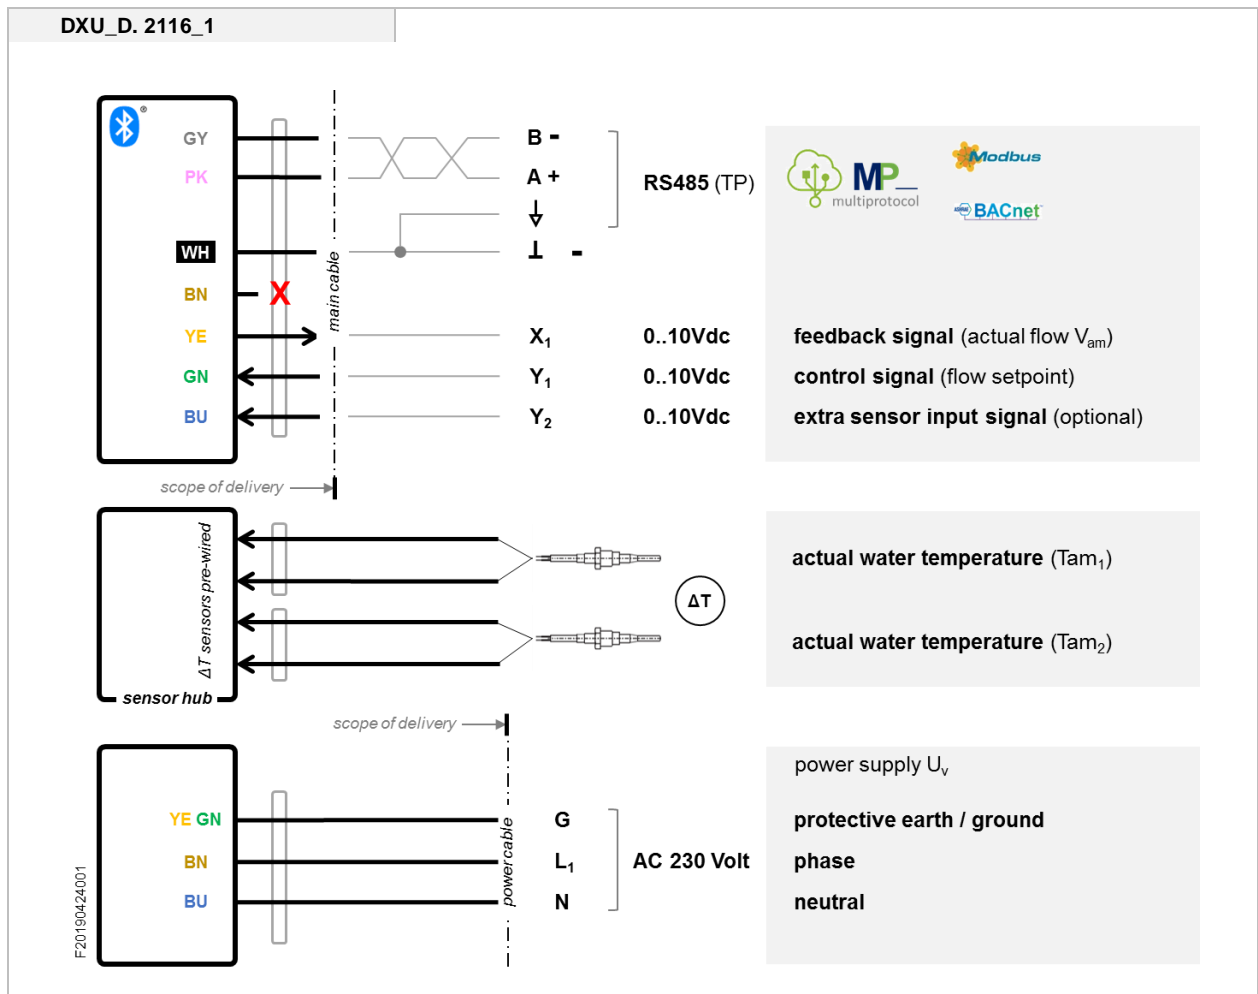 DXU_D. 2116_1
®
GY B -
PK A + RS485 (TP)
MP_
multiprotocol
Modbus
ASHRAE BACnet™
WH ⊥ -
BN X
main cable
YE X1 0..10Vdc feedback signal (actual flow Vam)
GN Y1 0..10Vdc control signal (flow setpoint)
BU Y2 0..10Vdc extra sensor input signal (optional)
scope of delivery
ΔT sensors pre-wired
actual water temperature (Tam1)
ΔT
actual water temperature (Tam2)
sensor hub
scope of delivery
power supply Uv
YE GN G protective earth / ground
BN L1 AC 230 Volt phase
BU N neutral
power cable
F20190424001